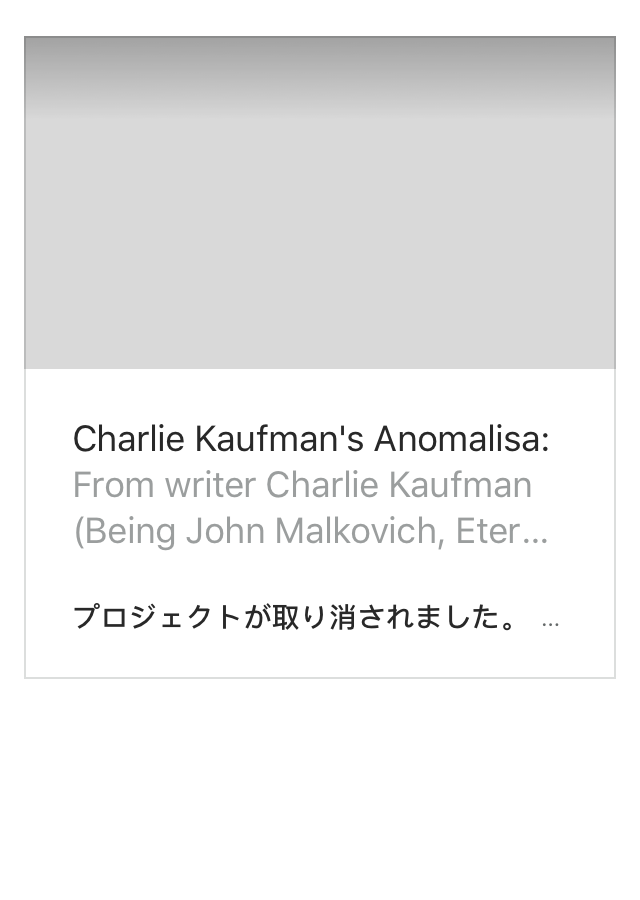 Charlie Kaufman's Anomalisa:
From writer Charlie Kaufman
(Being John Malkovich, Eter...
プロジェクトが取り消されました。 ...